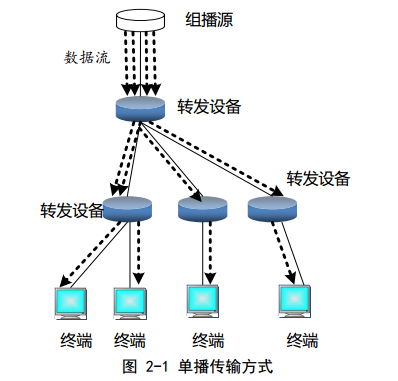 组播源
数据流
转发设备
转发设备
转发设备
终端 终端 终端 终端
图 2-1 单播传输方式